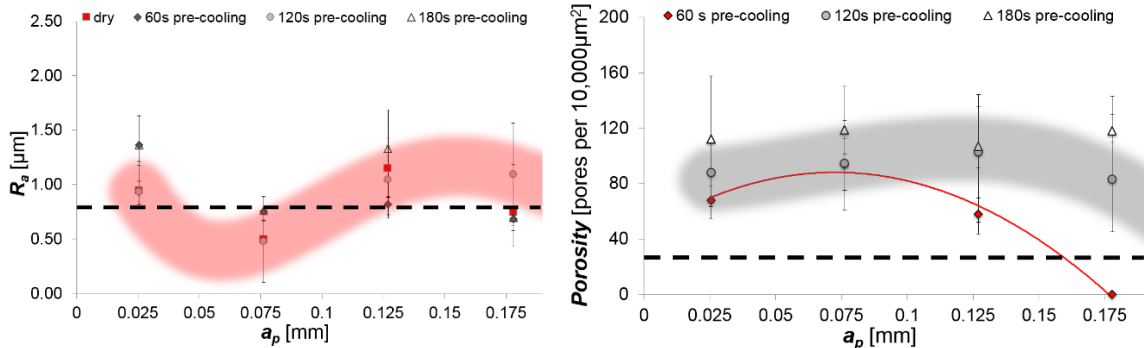 dry 60s pre-cooling 120s pre-cooling 180s pre-cooling
2.50
2.00
1.50
1.00
0.50
0.00
Ra [µm]
0 0.025 0.05 0.075 0.1 0.125 0.15 0.175
ap [mm]
60 s pre-cooling 120s pre-cooling 180s pre-cooling
200
160
120
80
40
0
Porosity [pores per 10,000µm²]
0 0.025 0.05 0.075 0.1 0.125 0.15 0.175
ap [mm]